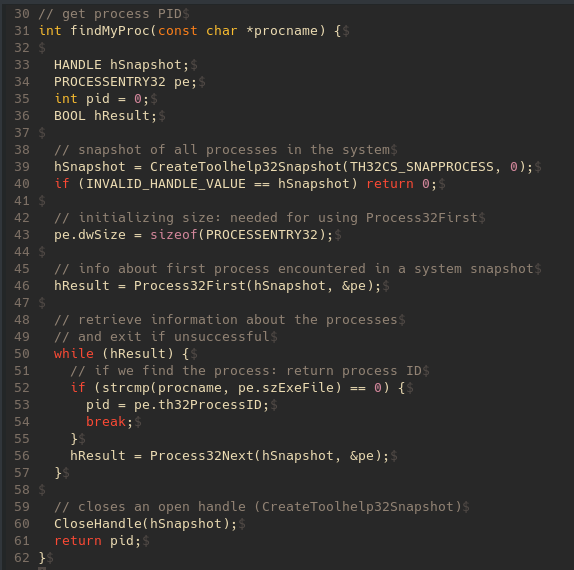 30 // get process PID$
31 int findMyProc(const char *procname) {$
32 $
33   HANDLE hSnapshot;$
34   PROCESSENTRY32 pe;$
35   int pid = 0;$
36   BOOL hResult;$
37 $
38   // snapshot of all processes in the system$
39   hSnapshot = CreateToolhelp32Snapshot(TH32CS_SNAPPROCESS, 0);$
40   if (INVALID_HANDLE_VALUE == hSnapshot) return 0;$
41 $
42   // initializing size: needed for using Process32First$
43   pe.dwSize = sizeof(PROCESSENTRY32);$
44 $
45   // info about first process encountered in a system snapshot$
46   hResult = Process32First(hSnapshot, &pe);$
47 $
48   // retrieve information about the processes$
49   // and exit if unsuccessful$
50   while (hResult) {$
51     // if we find the process: return process ID$
52     if (strcmp(procname, pe.szExeFile) == 0) {$
53       pid = pe.th32ProcessID;$
54       break;$
55     }$
56     hResult = Process32Next(hSnapshot, &pe);$
57   }$
58 $
59   // closes an open handle (CreateToolhelp32Snapshot)$
60   CloseHandle(hSnapshot);$
61   return pid;$
62 }$